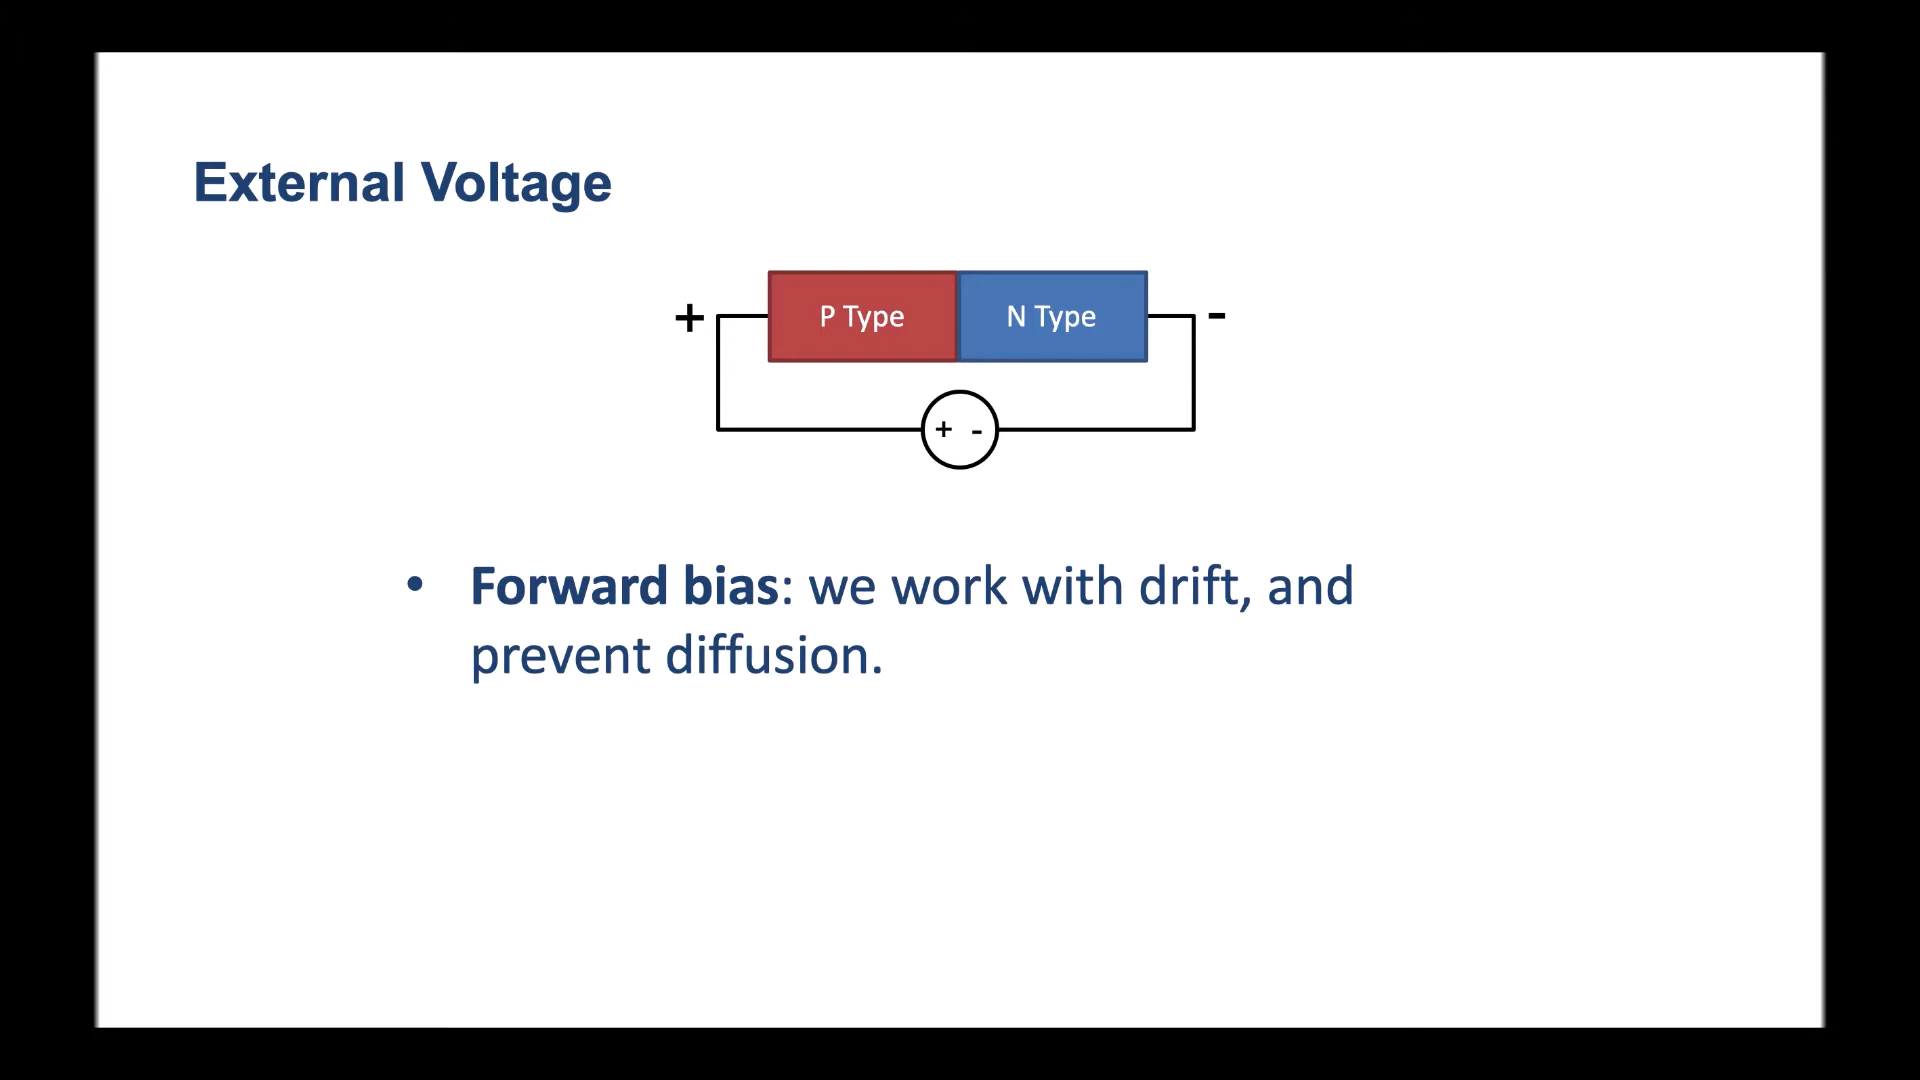 External Voltage
+ P Type N Type -
+ -
• Forward bias: we work with drift, and
prevent diffusion.